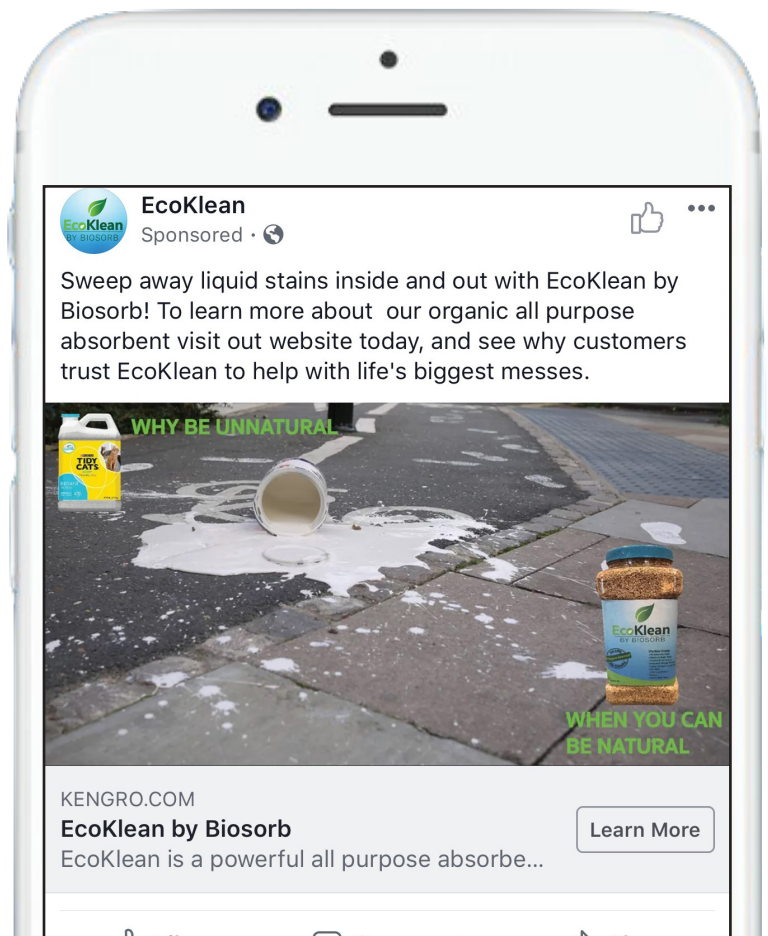 EcoKlean
BY BIOSORB
EcoKlean
Sponsored ·
Sweep away liquid stains inside and out with EcoKlean by
Biosorb! To learn more about  our organic all purpose
absorbent visit out website today, and see why customers
trust EcoKlean to help with life's biggest messes.
WHY BE UNNATURAL
TIDY
CATS
EcoKlean
BY BIOSORB
WHEN YOU CAN
BE NATURAL
KENGRO.COM
EcoKlean by Biosorb
EcoKlean is a powerful all purpose absorbe...
Learn More